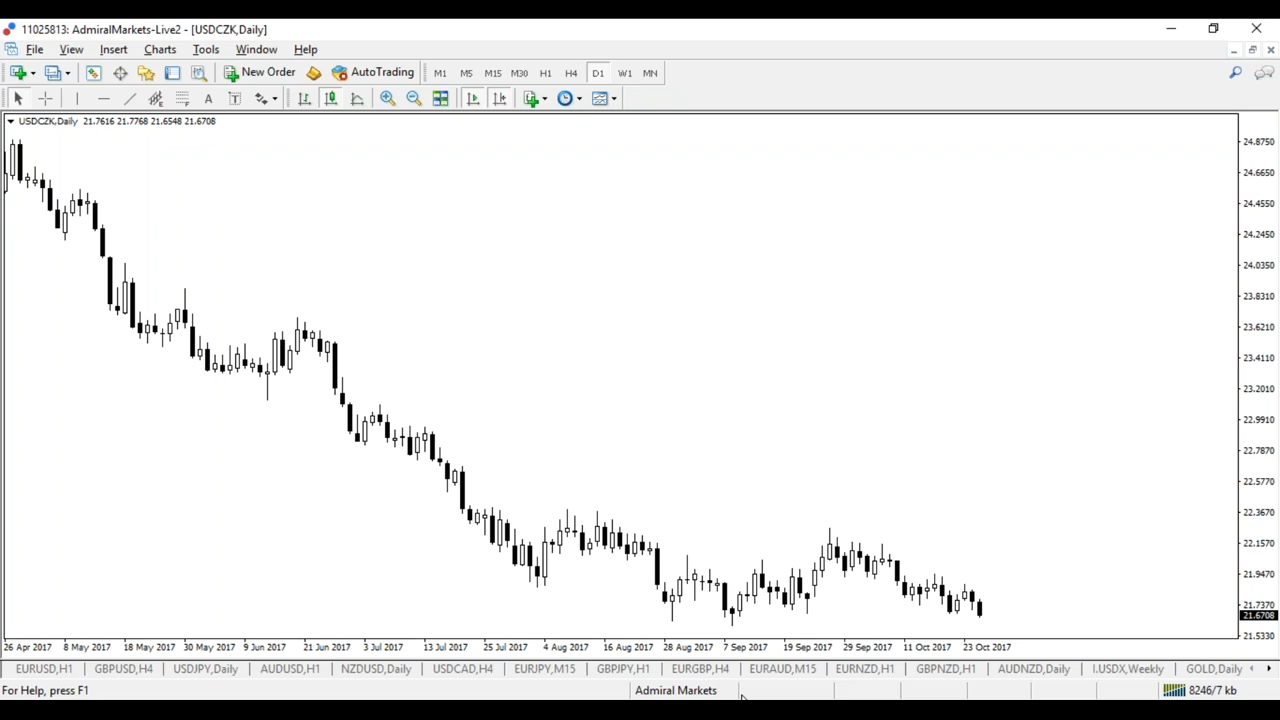 11025813: AdmiralMarkets-Live2 - [USDCZK,Daily]
File View Insert Charts Tools Window Help
New Order AutoTrading M1 M5 M15 M30 H1 H4 D1 W1 MN
A T
USDCZK,Daily 21.7616 21.7768 21.6548 21.6708
24.8750
24.6650
24.4550
24.2450
24.0350
23.8310
23.6210
23.4110
23.2010
22.9910
22.7870
22.5770
22.3670
22.1570
21.9470
21.7370
21.6708
21.5330
26 Apr 2017 8 May 2017 18 May 2017 30 May 2017 9 Jun 2017 21 Jun 2017 3 Jul 2017 13 Jul 2017 25 Jul 2017 4 Aug 2017 16 Aug 2017 28 Aug 2017 7 Sep 2017 19 Sep 2017 29 Sep 2017 11 Oct 2017 23 Oct 2017
EURUSD,H1 GBPUSD,H4 USDJPY,Daily AUDUSD,H1 NZDUSD,Daily USDCAD,H4 EURJPY,M15 GBPJPY,H1 EURGBP,H4 EURAUD,M15 EURNZD,H1 GBPNZD,H1 AUDNZD,Daily I.USDX,Weekly GOLD,Daily
For Help, press F1 Admiral Markets 8246/7 kb